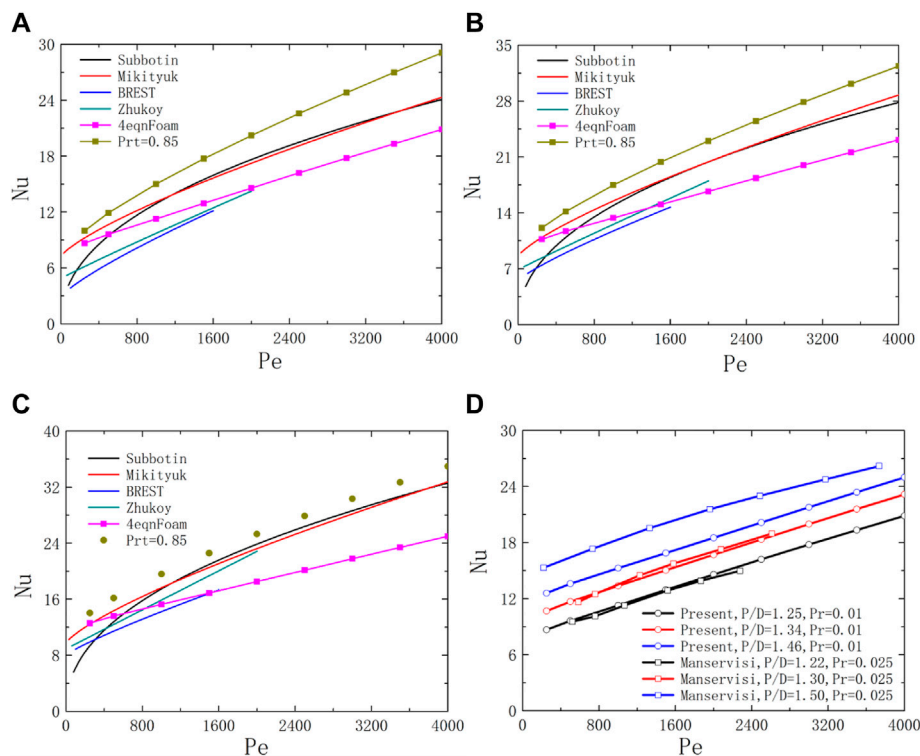 A
30
24
18
12
6
0
Nu
Subbotin
Mikityuk
BREST
Zhukoy
4eqnFoam
Prt=0.85
0 800 1600 2400 3200 4000
Pe
B
35
28
21
14
7
0
Nu
Subbotin
Mikityuk
BREST
Zhukoy
4eqnFoam
Prt=0.85
0 800 1600 2400 3200 4000
Pe
C
40
32
24
16
8
0
Nu
Subbotin
Mikityuk
BREST
Zhukoy
4eqnFoam
Prt=0.85
0 800 1600 2400 3200 4000
Pe
D
30
24
18
12
6
0
Nu
Present, P/D=1.25, Pr=0.01
Present, P/D=1.34, Pr=0.01
Present, P/D=1.46, Pr=0.01
Manservisi, P/D=1.22, Pr=0.025
Manservisi, P/D=1.30, Pr=0.025
Manservisi, P/D=1.50, Pr=0.025
0 800 1600 2400 3200 4000
Pe